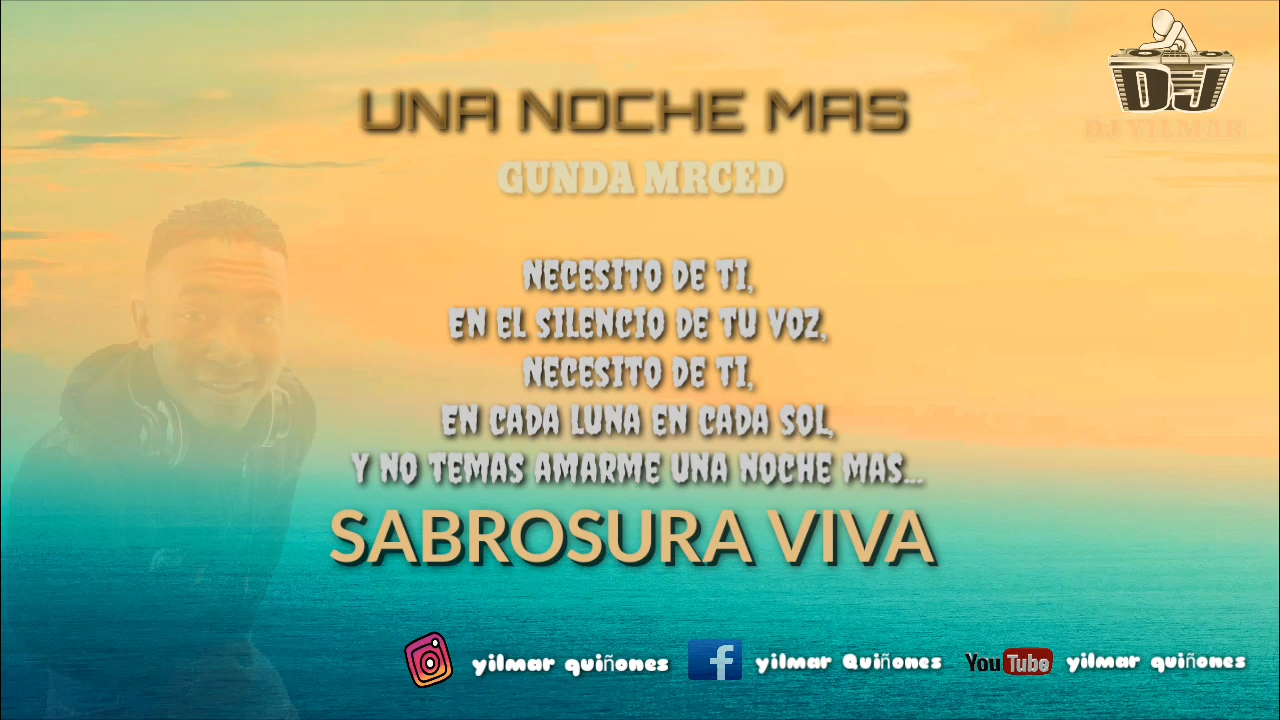 DJ
DJ YILMAR
UNA NOCHE MAS
GUNDA MRCED
NECESITO DE TI,
EN EL SILENCIO DE TU VOZ,
NECESITO DE TI,
EN CADA LUNA EN CADA SOL,
Y NO TEMAS AMARME UNA NOCHE MAS...
SABROSURA VIVA
yilmar quiñones
f yilmar Quiñones
YouTube yilmar quiñones